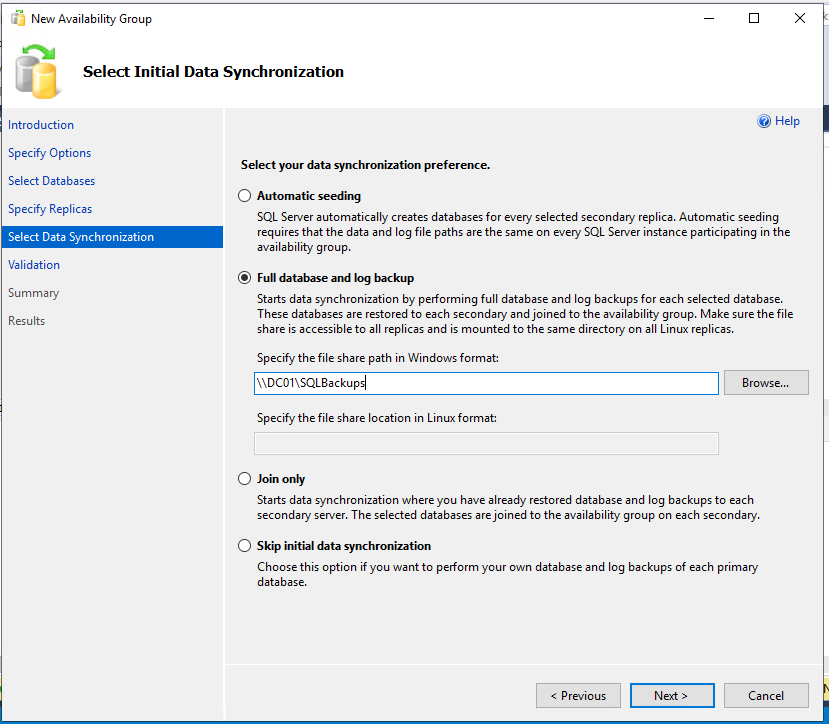 New Availability Group
Select Initial Data Synchronization
Introduction
Specify Options
Select Databases
Specify Replicas
Select Data Synchronization
Validation
Summary
Results
Help
Select your data synchronization preference.
Automatic seeding
SQL Server automatically creates databases for every selected secondary replica. Automatic seeding
requires that the data and log file paths are the same on every SQL Server instance participating in the
availability group.
Full database and log backup
Starts data synchronization by performing full database and log backups for each selected database.
These databases are restored to each secondary and joined to the availability group. Make sure the file
share is accessible to all replicas and is mounted to the same directory on all Linux replicas.
Specify the file share path in Windows format:
\\DC01\SQLBackups
Browse...
Specify the file share location in Linux format:
Join only
Starts data synchronization where you have already restored database and log backups to each
secondary server. The selected databases are joined to the availability group on each secondary.
Skip initial data synchronization
Choose this option if you want to perform your own database and log backups of each primary
database.
< Previous
Next >
Cancel